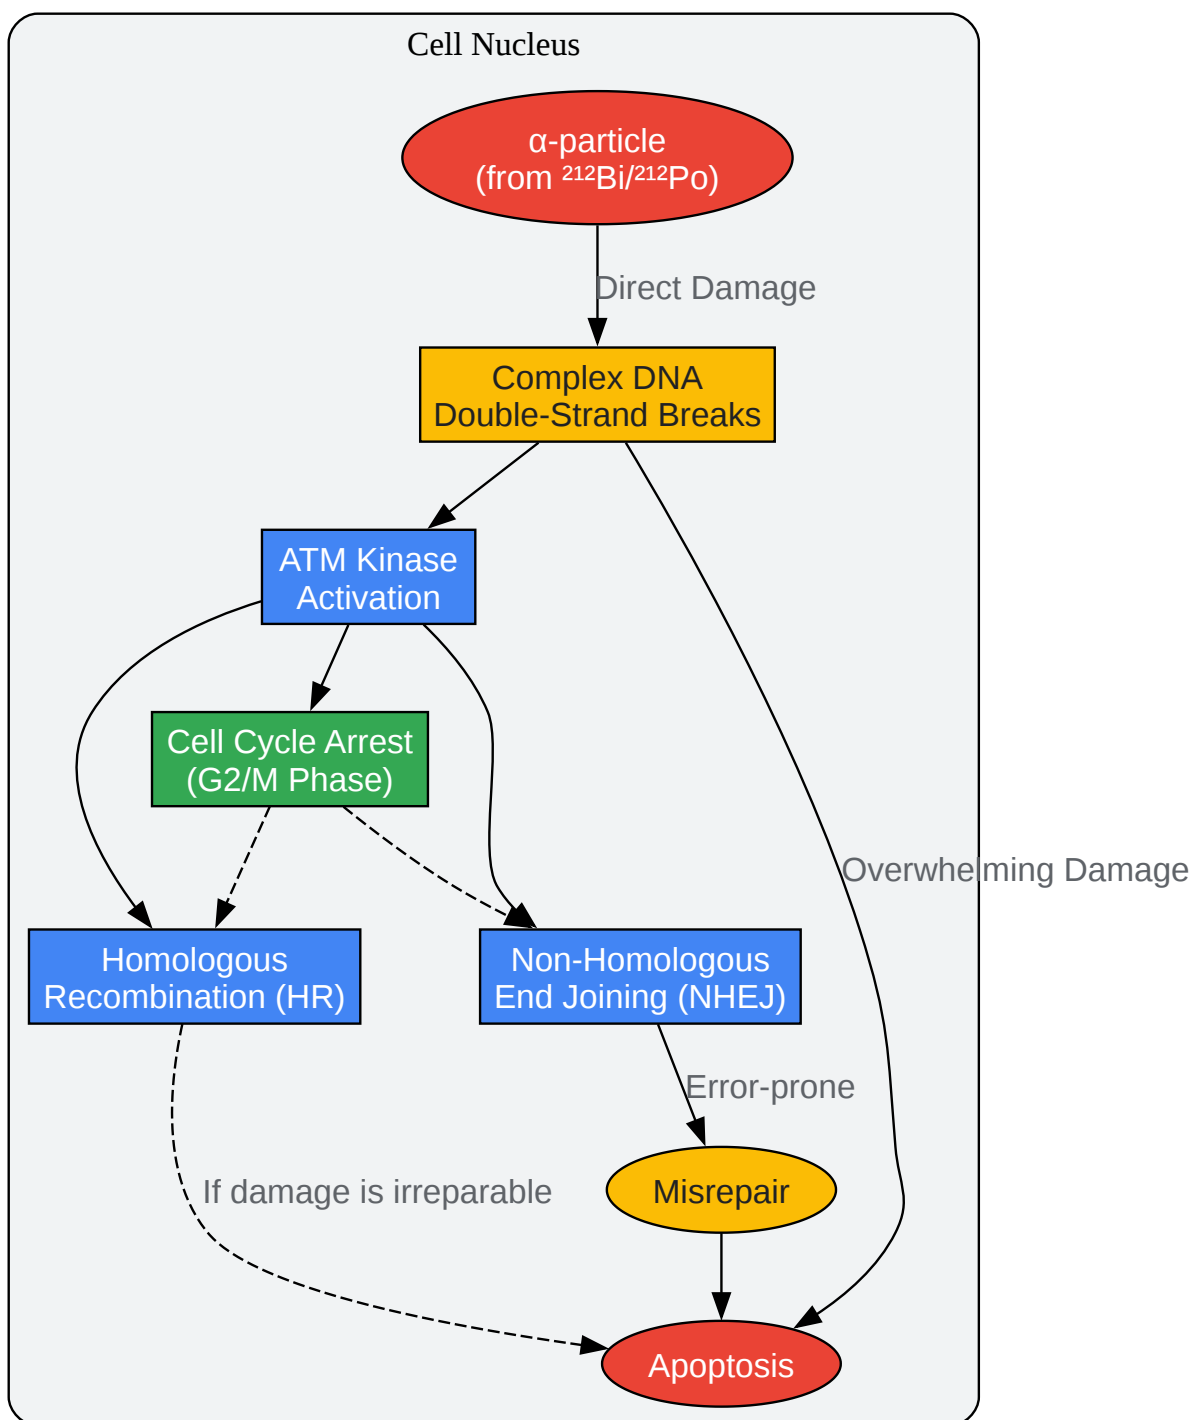 Cell Nucleus
α-particle
(from ²¹²Bi/²¹²Po)
Direct Damage
Complex DNA
Double-Strand Breaks
ATM Kinase
Activation
Cell Cycle Arrest
(G2/M Phase)
Overwhelming Damage
Homologous
Recombination (HR)
Non-Homologous
End Joining (NHEJ)
Error-prone
If damage is irreparable
Misrepair
Apoptosis